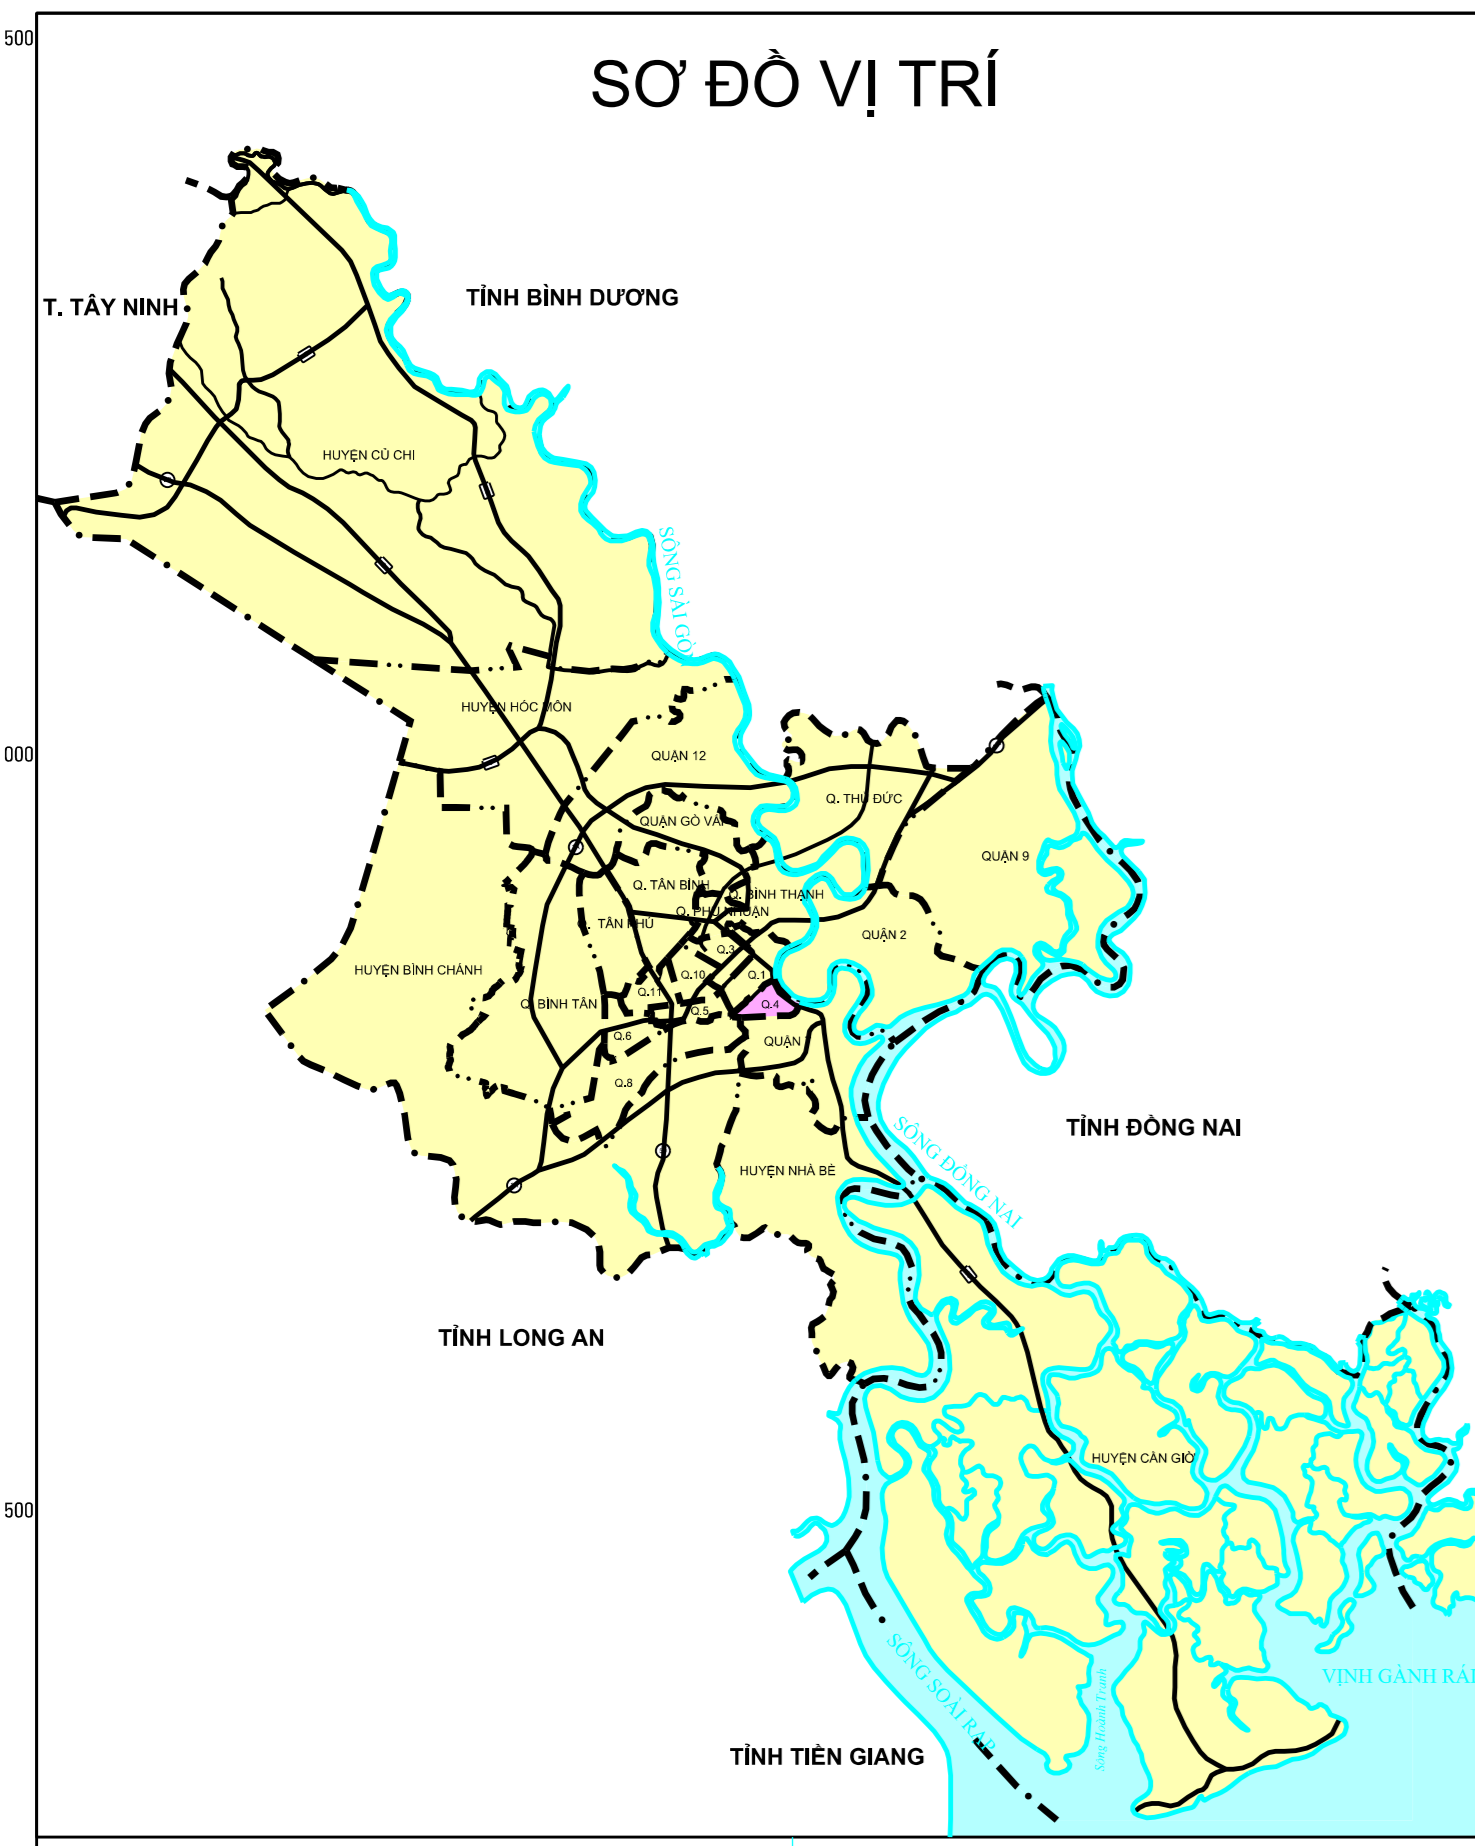 500
SƠ ĐỒ VỊ TRÍ
T. TÂY NINH
TỈNH BÌNH DƯƠNG
HUYỆN CỦ CHI
SÔNG SÀI GÒN
HUYỆN HÓC MÔN
000
QUẬN 12
Q. THỦ ĐỨC
QUẬN GÒ VẤP
QUẬN 9
Q. TÂN BÌNH
Q. BÌNH THẠNH
Q. PHÚ NHUẬN
Q. TÂN PHÚ
QUẬN 2
Q.3
HUYỆN BÌNH CHÁNH
Q.10
Q.1
Q.11
Q. BÌNH TÂN
Q.4
Q.5
Q.6
QUẬN
Q.8
TỈNH ĐỒNG NAI
SÔNG ĐỒNG NAI
HUYỆN NHÀ BÈ
TỈNH LONG AN
HUYỆN CẦN GIỜ
500
SÔNG SOÀI RẠP
Sông Hoành Tranh
VỊNH GÀNH RÁI
TỈNH TIỀN GIANG